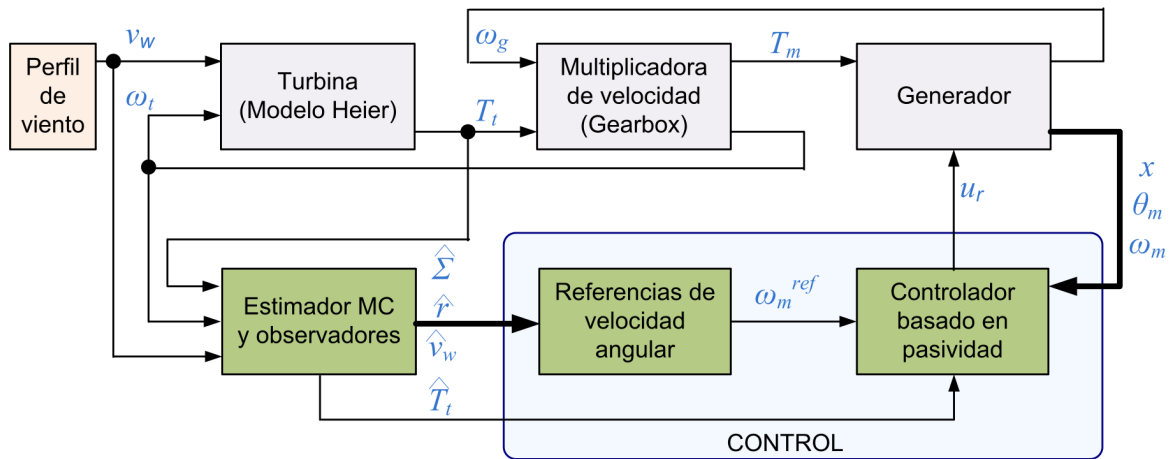 v_w
ω_t
Perfil
de
viento
Turbina
(Modelo Heier)
T_t
ω_g
Multiplicadora
de velocidad
(Gearbox)
T_m
Generador
x
θ_m
ω_m
u_r
Estimador MC
y observadores
Σ̂
r̂
v̂_w
T̂_t
Referencias de
velocidad
angular
ω_m^ref
Controlador
basado en
pasividad
CONTROL